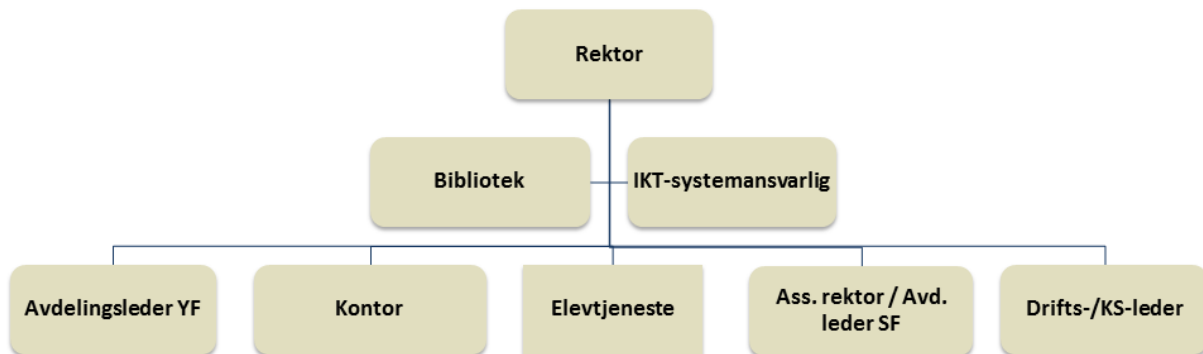 Rektor
Bibliotek
IKT-systemansvarlig
Avdelingsleder YF
Kontor
Elevtjeneste
Ass. rektor / Avd.
leder SF
Drifts-/KS-leder